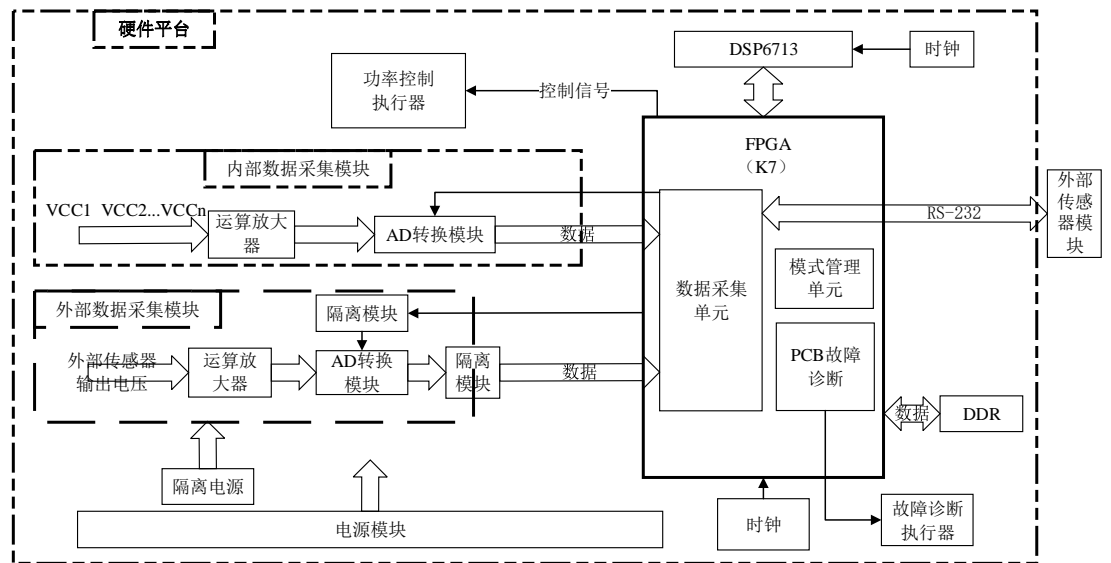 硬件平台
DSP6713
时钟
功率控制
执行器
控制信号
FPGA
（K7）
内部数据采集模块
VCC1 VCC2...VCCn
运算放大
器
AD转换模块
数据
数据采集
单元
RS-232
外部
传感
器模
块
模式管理
单元
外部数据采集模块
隔离模块
外部传感器
输出电压
运算放
大器
AD转换
模块
隔离
模块
数据
PCB故障
诊断
数据
DDR
隔离电源
电源模块
时钟
故障诊断
执行器